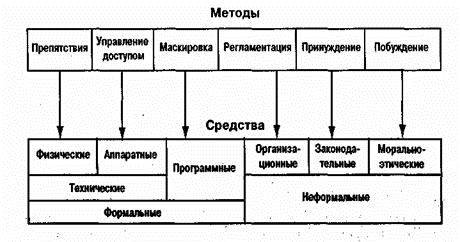 Методы
Препятствия
Управление
доступом
Маскировка
Регламентация
Принуждение
Побуждение
Средства
Физические
Аппаратные
Программные
Организа-
ционные
Законода-
тельные
Морально-
этические
Технические
Неформальные
Формальные